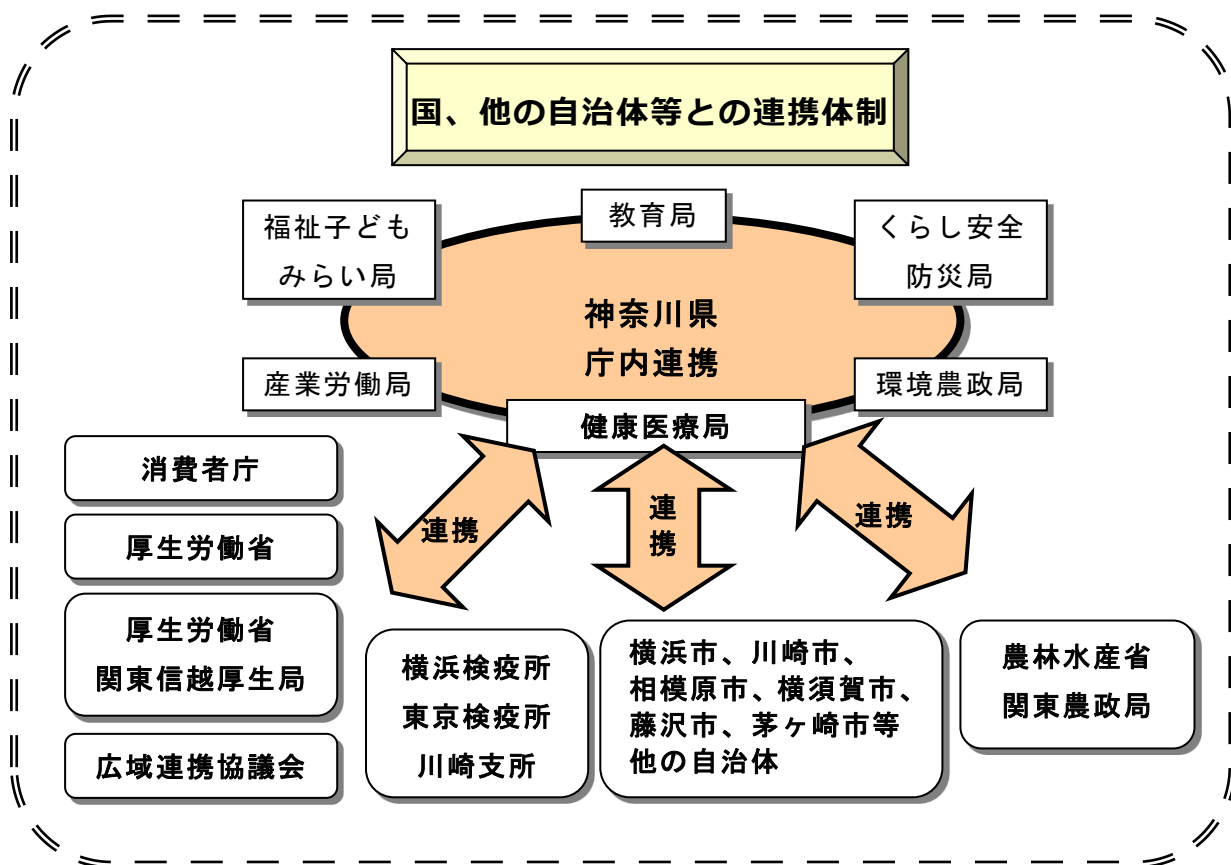 国、他の自治体等との連携体制
教育局
福祉子ども
みらい局
くらし安全
防災局
神奈川県
庁内連携
産業労働局
環境農政局
健康医療局
消費者庁
連携
連
携
連携
厚生労働省
厚生労働省
関東信越厚生局
広域連携協議会
横浜検疫所
東京検疫所
川崎支所
横浜市、川崎市、
相模原市、横須賀市、
藤沢市、茅ヶ崎市等
他の自治体
農林水産省
関東農政局